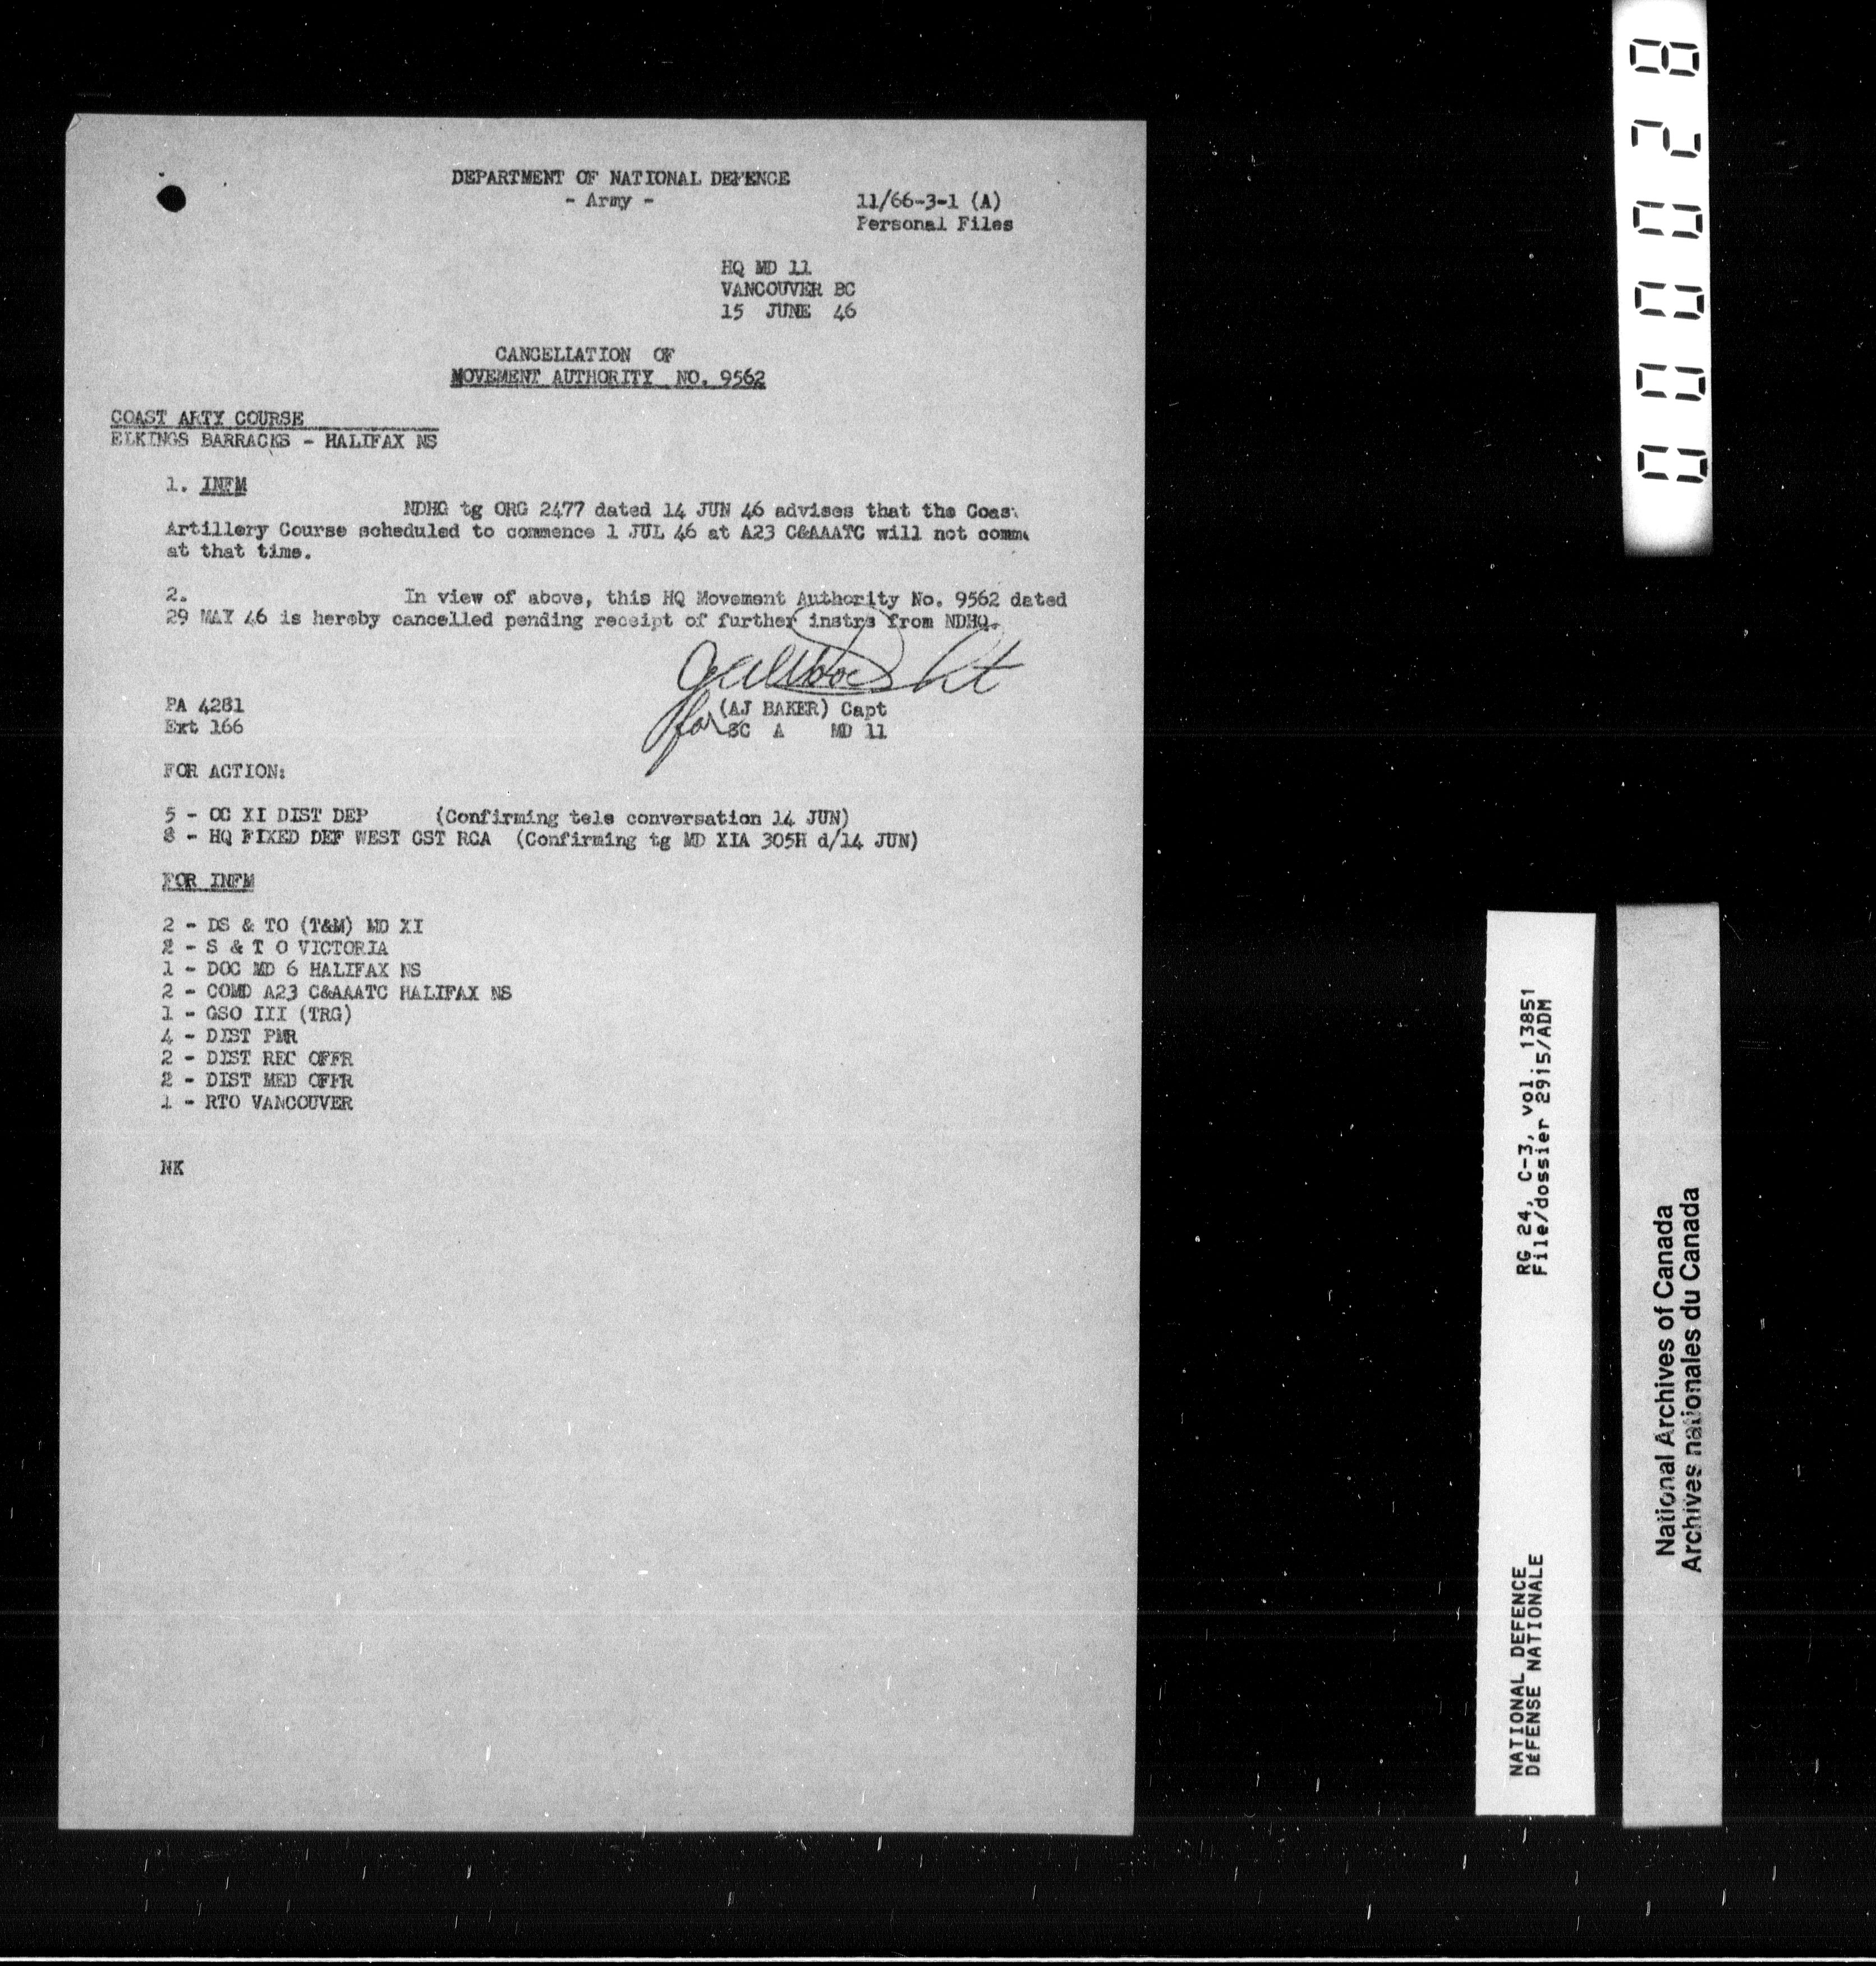 DEPARTMENT OF NATIONAL DEFENCE
- Army -
11/66-3-1 (A)
Personal Files
HQ MD 11
VANCOUVER BC
15 JUNE 46
CANCELLATION OF
MOVEMENT AUTHORITY NO. 9562
COAST ARTY COURSE
ELKINGS BARRACKS - HALIFAX NS
1. INFM
NDHQ tg ORG 2477 dated 14 JUN 46 advises that the Coast
Artillery Course scheduled to commence 1 JUL 46 at A23 C&AAATC will not comm
at that time.
2. In view of above, this HQ Movement Authority No. 9562 dated
29 MAY 46 is hereby cancelled pending receipt of further instrs from NDHQ.
Lt
for
(AJ BAKER) Capt
SC A MD 11
PA 4281
Ext 166
FOR ACTION:
5 - OC XI DIST DEP (Confirming tele conversation 14 JUN)
8 - HQ FIXED DEF WEST CST RCA (Confirming tg MD XIA 305H d/14 JUN)
FOR INFM
2 - DS & TO (T&M) MD XI
2 - S & T O VICTORIA
1 - DOC MD 6 HALIFAX NS
2 - COMD A23 C&AAATC HALIFAX NS
1 - GSO III (TRG)
4 - DIST PMR
2 - DIST REC OFFR
2 - DIST MED OFFR
1 - RTO VANCOUVER
NK
000028
RG 24, C-3, vol. 13851
File/dossier 2915/ADM
NATIONAL DEFENCE
DÉFENSE NATIONALE
National Archives of Canada
Archives nationales du Canada